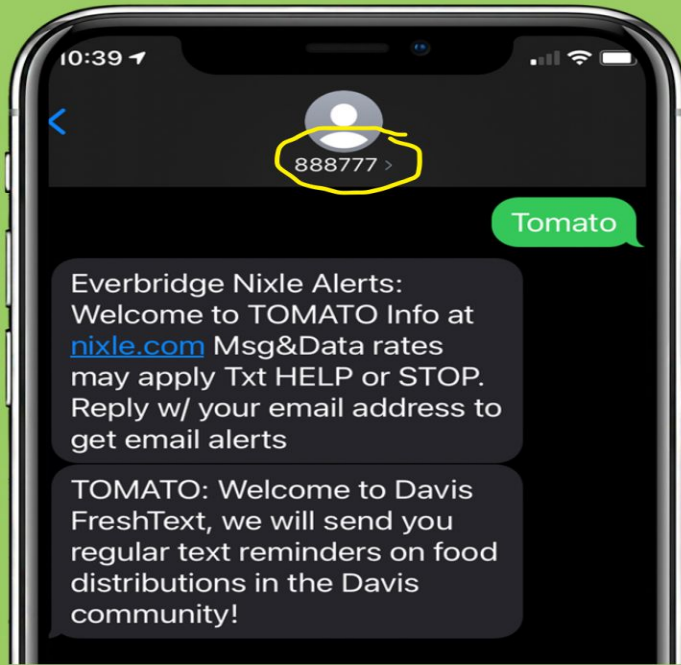 10:39
888777 >
Tomato
Everbridge Nixle Alerts:
Welcome to TOMATO Info at
nixle.com Msg&Data rates
may apply Txt HELP or STOP.
Reply w/ your email address to
get email alerts
TOMATO: Welcome to Davis
FreshText, we will send you
regular text reminders on food
distributions in the Davis
community!